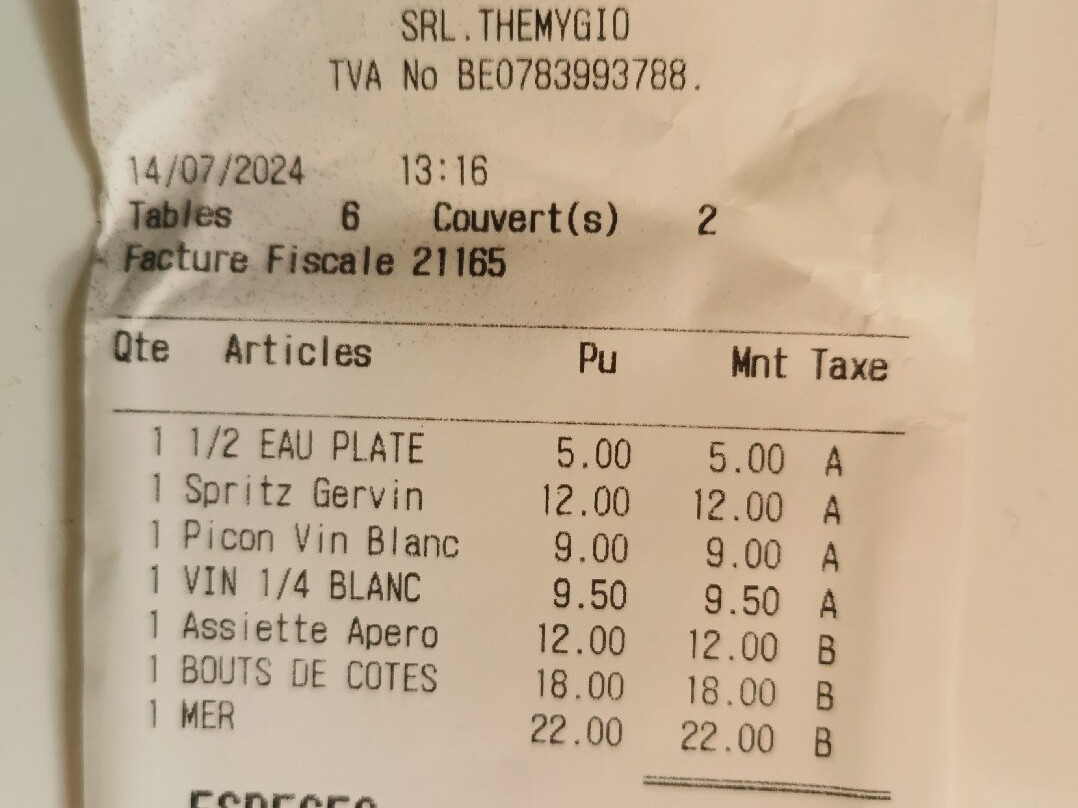 SRL.THEMYGIO
TVA No BE0783993788.
14/07/2024 13:16
Tables 6 Couvert(s) 2
Facture Fiscale 21165
Qte Articles Pu Mnt Taxe
1 1/2 EAU PLATE 5.00 5.00 A
1 Spritz Gervin 12.00 12.00 A
1 Picon Vin Blanc 9.00 9.00 A
1 VIN 1/4 BLANC 9.50 9.50 A
1 Assiette Apero 12.00 12.00 B
1 BOUTS DE COTES 18.00 18.00 B
1 MER 22.00 22.00 B
ESPECES